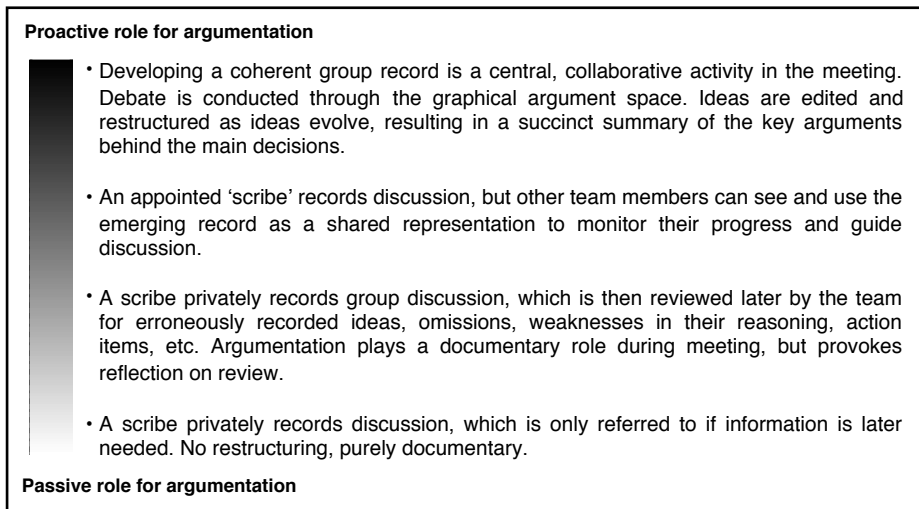 Proactive role for argumentation
• Developing a coherent group record is a central, collaborative activity in the meeting.
Debate is conducted through the graphical argument space. Ideas are edited and
restructured as ideas evolve, resulting in a succinct summary of the key arguments
behind the main decisions.
• An appointed ‘scribe’ records discussion, but other team members can see and use the
emerging record as a shared representation to monitor their progress and guide
discussion.
• A scribe privately records group discussion, which is then reviewed later by the team
for erroneously recorded ideas, omissions, weaknesses in their reasoning, action
items, etc. Argumentation plays a documentary role during meeting, but provokes
reflection on review.
• A scribe privately records discussion, which is only referred to if information is later
needed. No restructuring, purely documentary.
Passive role for argumentation